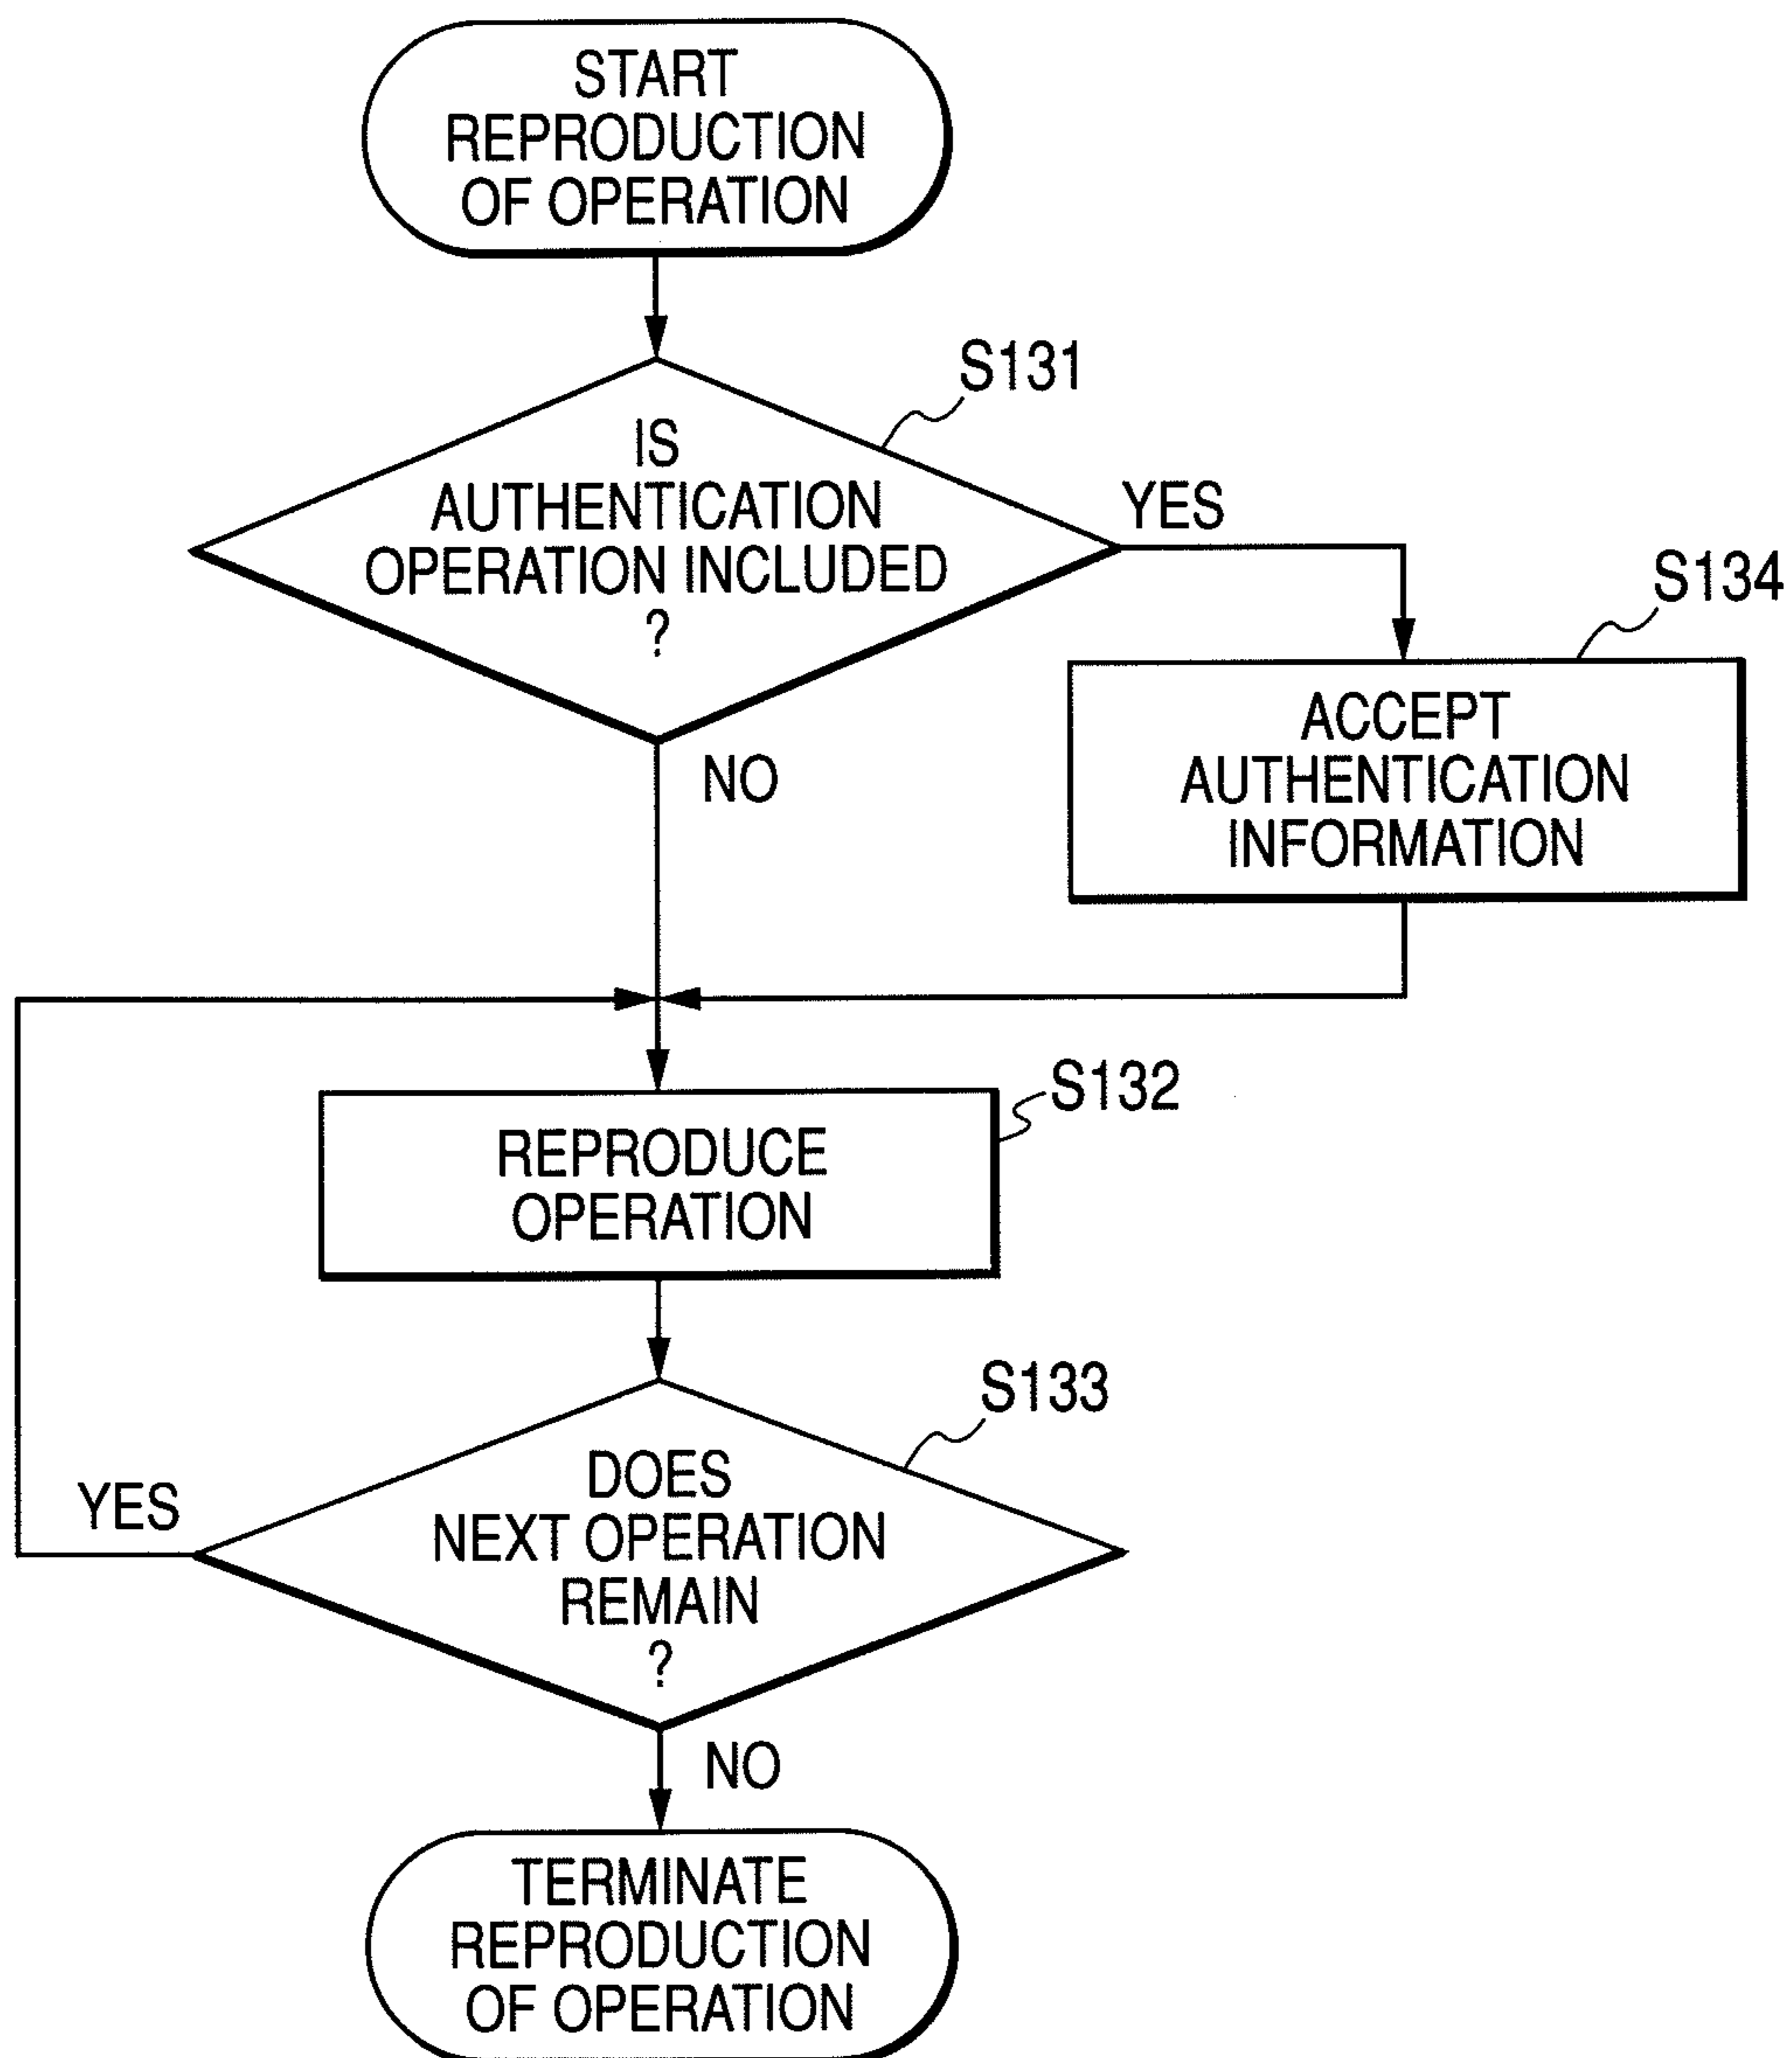 START
REPRODUCTION
OF OPERATION
S131
IS
AUTHENTICATION
OPERATION INCLUDED
?
YES
S134
ACCEPT
AUTHENTICATION
INFORMATION
NO
S132
REPRODUCE
OPERATION
S133
DOES
NEXT OPERATION
REMAIN
?
YES
NO
TERMINATE
REPRODUCTION
OF OPERATION